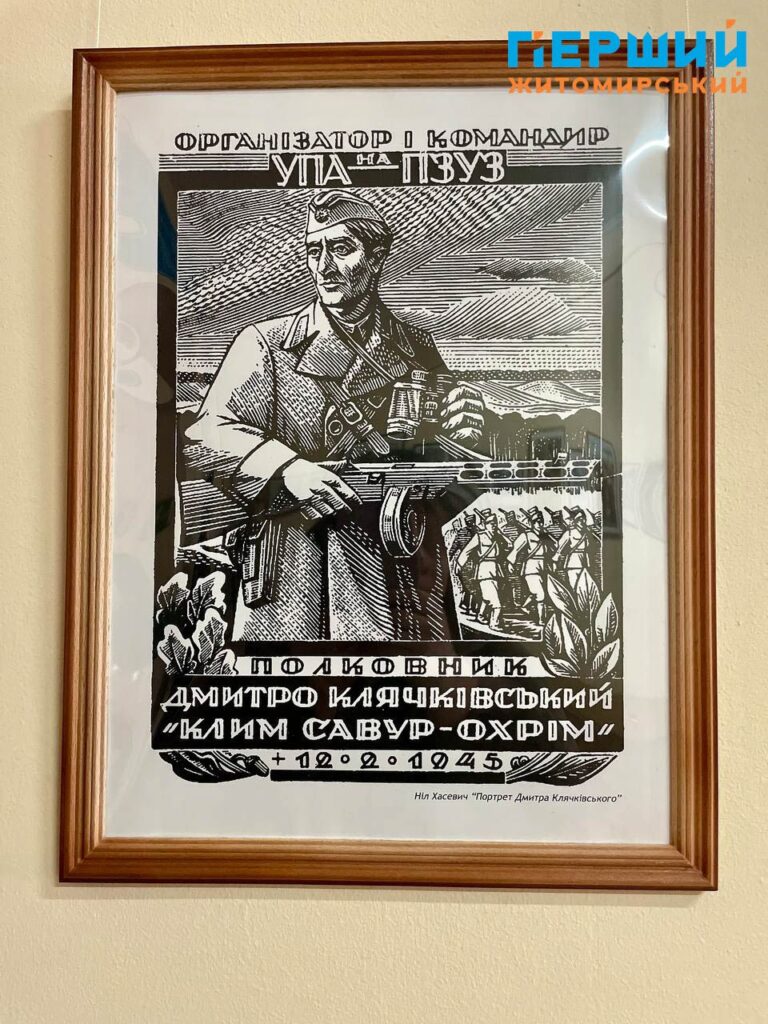 ПЕРШИЙ
ЖИТОМИРСЬКИЙ
ОРГАНІЗАТОР І КОМАНДИР
УПА НА ПЗУЗ
ПОЛКОВНИК
ДМИТРО КЛЯЧКІВСЬКИЙ
„КЛИМ САВУР-ОХРІМ"
+ 12•2•1945
Ніл Хасевич "Портрет Дмитра Клячківського"